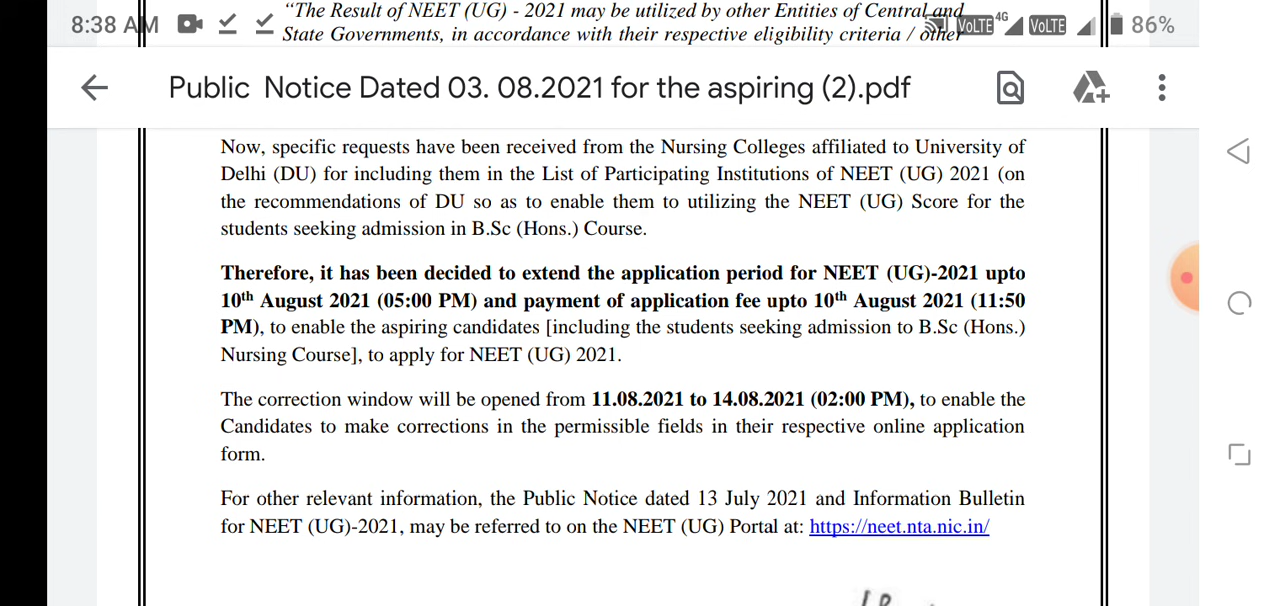 "The Result of NEET (UG) - 2021 may be utilized by other Entities of Central and
8:38 AM State Governments, in accordance with their respective eligibility criteria / other VoLTE 4G VoLTE 86%
Public Notice Dated 03. 08.2021 for the aspiring (2).pdf
Now, specific requests have been received from the Nursing Colleges affiliated to University of
Delhi (DU) for including them in the List of Participating Institutions of NEET (UG) 2021 (on
the recommendations of DU so as to enable them to utilizing the NEET (UG) Score for the
students seeking admission in B.Sc (Hons.) Course.
Therefore, it has been decided to extend the application period for NEET (UG)-2021 upto
10th August 2021 (05:00 PM) and payment of application fee upto 10th August 2021 (11:50
PM), to enable the aspiring candidates [including the students seeking admission to B.Sc (Hons.)
Nursing Course], to apply for NEET (UG) 2021.
The correction window will be opened from 11.08.2021 to 14.08.2021 (02:00 PM), to enable the
Candidates to make corrections in the permissible fields in their respective online application
form.
For other relevant information, the Public Notice dated 13 July 2021 and Information Bulletin
for NEET (UG)-2021, may be referred to on the NEET (UG) Portal at: https://neet.nta.nic.in/